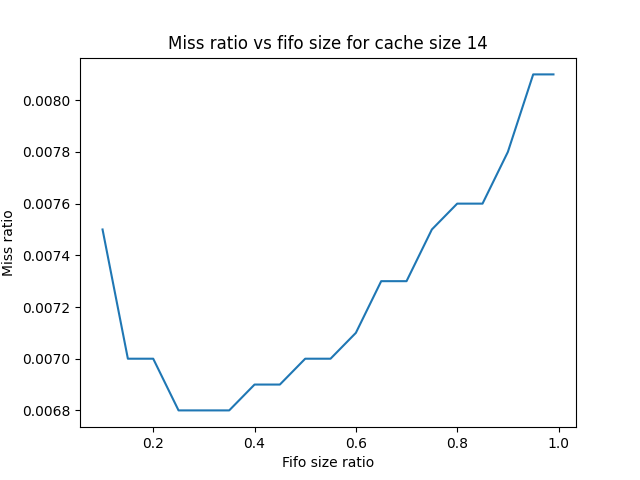 Miss ratio vs fifo size for cache size 14
0.0080
0.0078
0.0076
0.0074
0.0072
0.0070
0.0068
Miss ratio
0.2 0.4 0.6 0.8 1.0
Fifo size ratio